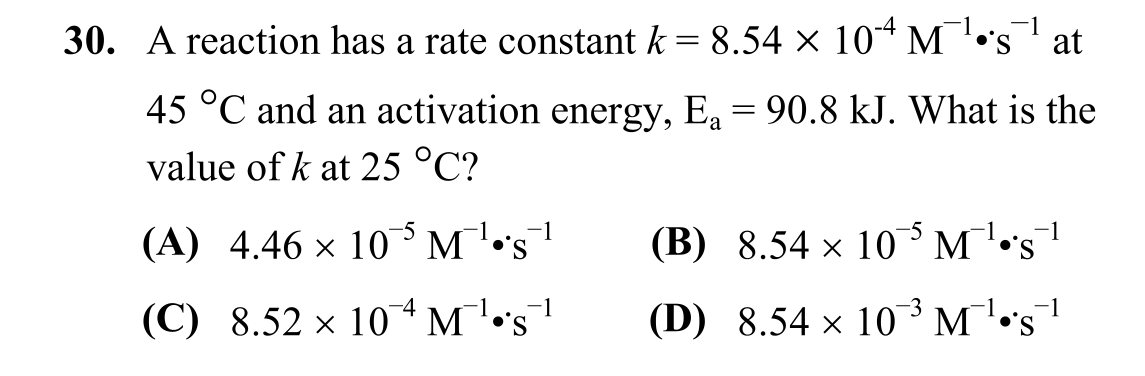 30. A reaction has a rate constant k = 8.54 × 10⁻⁴ M⁻¹•s⁻¹ at
45 °C and an activation energy, Eₐ = 90.8 kJ. What is the
value of k at 25 °C?
(A) 4.46 × 10⁻⁵ M⁻¹•s⁻¹ (B) 8.54 × 10⁻⁵ M⁻¹•s⁻¹
(C) 8.52 × 10⁻⁴ M⁻¹•s⁻¹ (D) 8.54 × 10⁻³ M⁻¹•s⁻¹